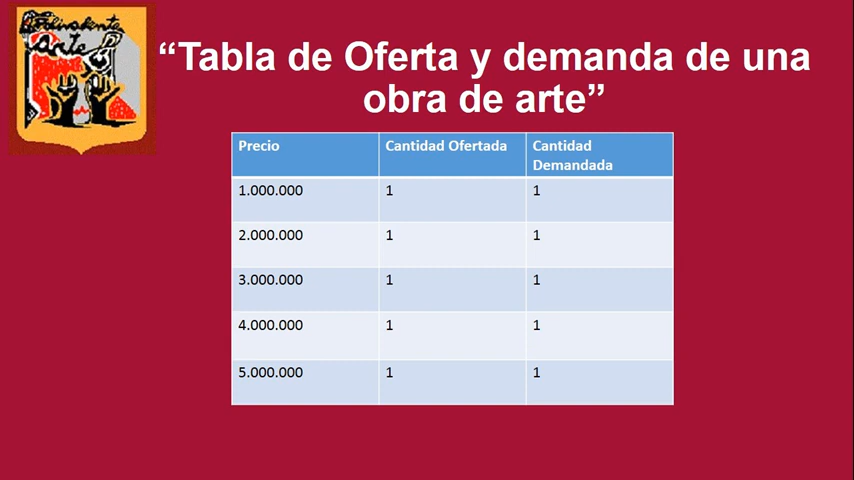 Arte
“Tabla de Oferta y demanda de una
obra de arte”
Precio Cantidad Ofertada Cantidad
Demandada
1.000.000 1 1
2.000.000 1 1
3.000.000 1 1
4.000.000 1 1
5.000.000 1 1